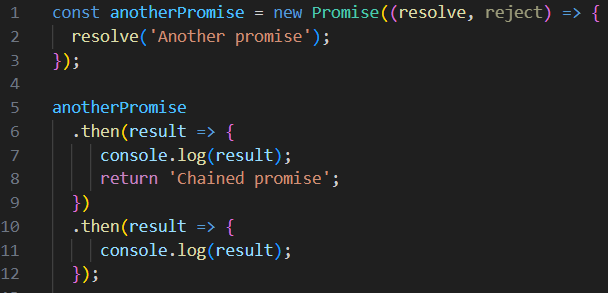 1 const anotherPromise = new Promise((resolve, reject) => {
2   resolve('Another promise');
3 });
4
5 anotherPromise
6   .then(result => {
7     console.log(result);
8     return 'Chained promise';
9   })
10   .then(result => {
11     console.log(result);
12   });